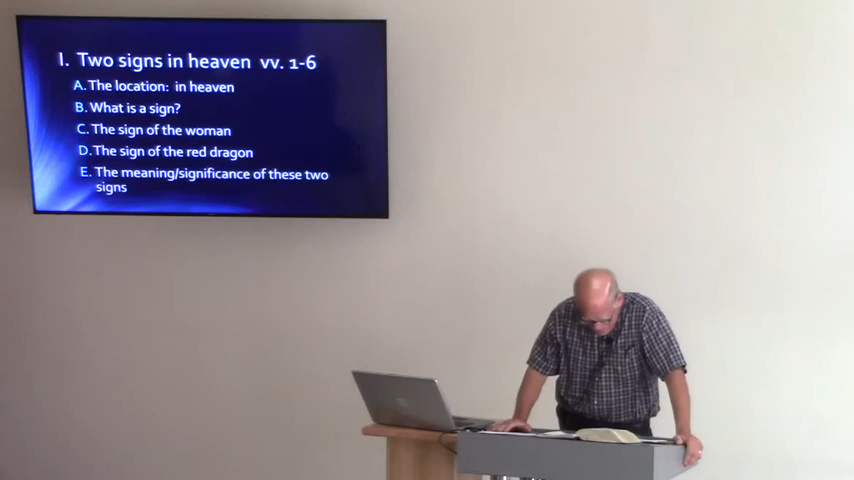 I. Two signs in heaven vv. 1-6
A. The location: in heaven
B. What is a sign?
C. The sign of the woman
D. The sign of the red dragon
E. The meaning/significance of these two
signs